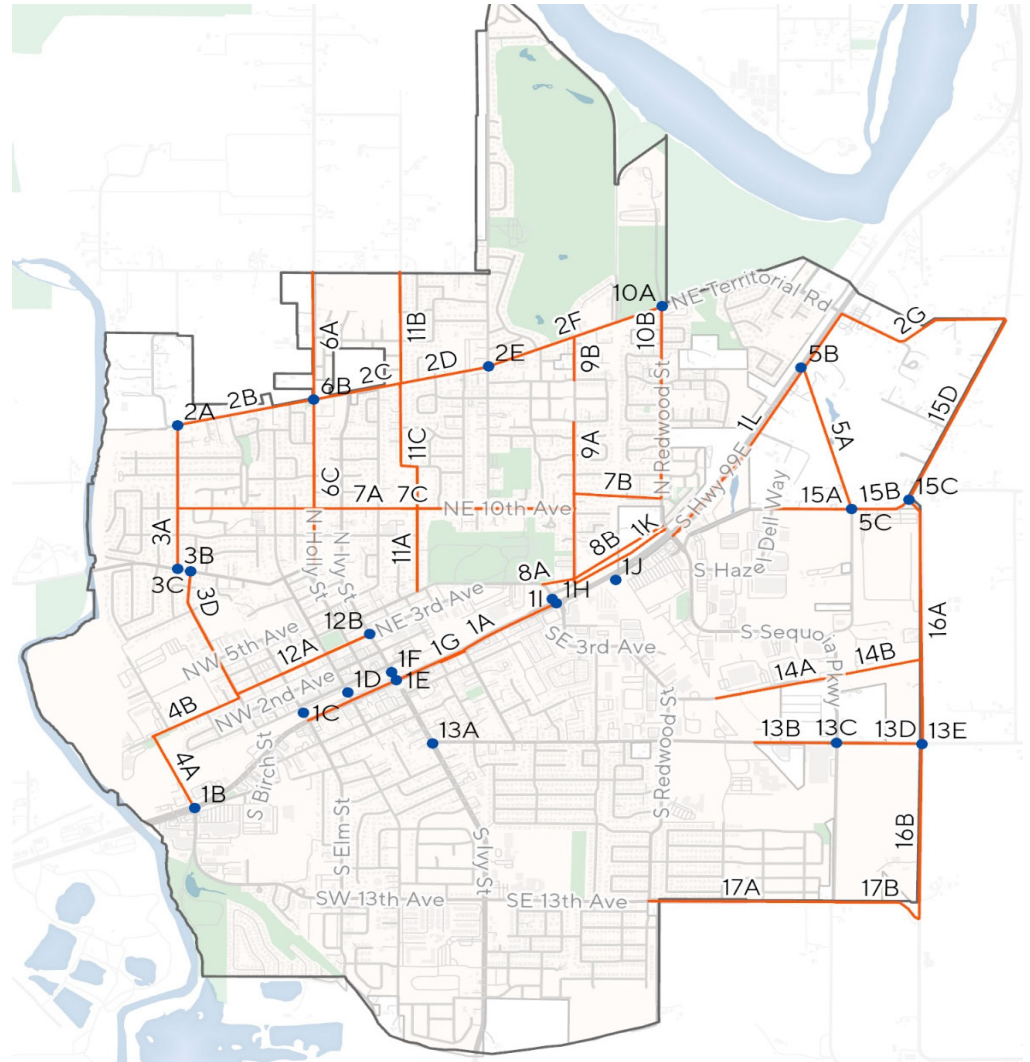 10A
NE Territorial Rd
2F
10B
2G
6A
11B
2E
9B
5B
2D
2C
6B
2B
2A
N Redwood St
1L
S Hwy 99E
5A
15D
11C
9A
6C
7A
7C
7B
NE 10th Ave
15A
15B
15C
5C
3A
N Holly St
N Ivy St
11A
8B
1K
S Hazel Dell Way
3B
3C
3D
8A
1J
1I
1H
NE 3rd Ave
12B
1A
SE 3rd Ave
S Sequoia Pkwy
16A
NW 5th Ave
12A
1G
14A
14B
1F
1E
1D
NW 2nd Ave
4B
1C
13A
13B
13C
13D
13E
S Redwood St
4A
1B
S Birch St
S Elm St
S Ivy St
16B
SW 13th Ave
SE 13th Ave
17A
17B